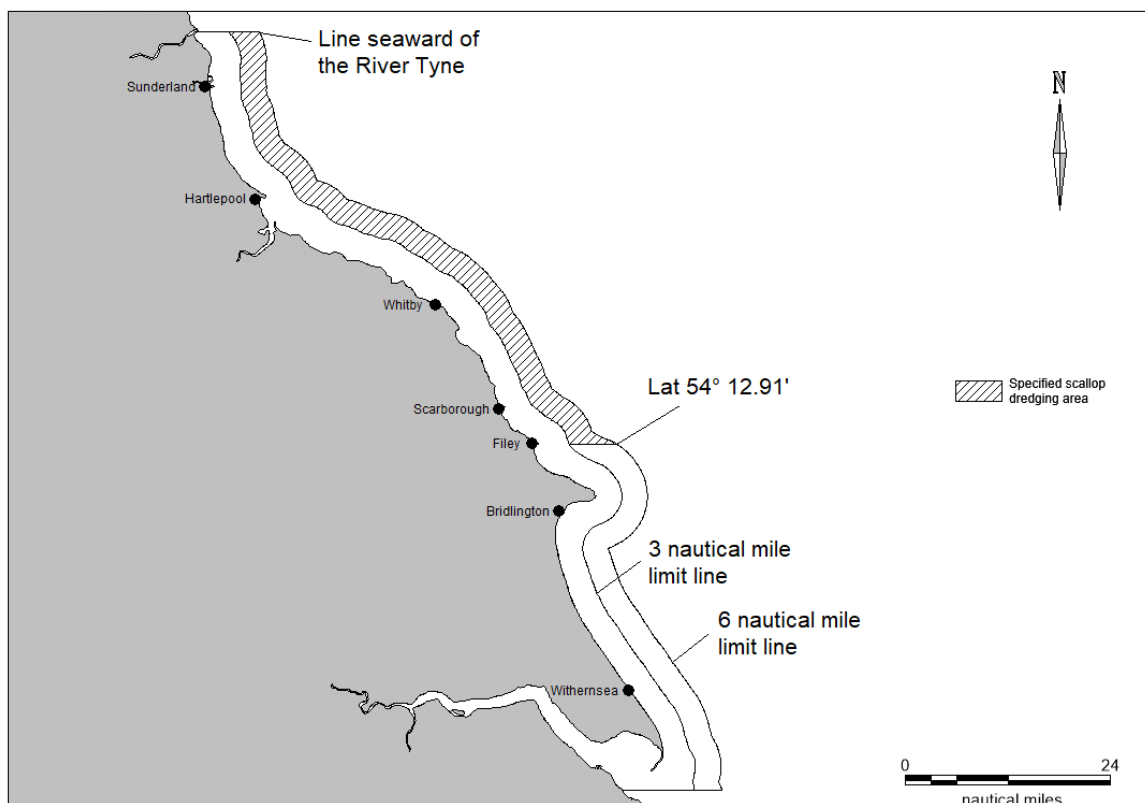 Line seaward of
the River Tyne
N
Sunderland
Hartlepool
Whitby
Lat 54° 12.91'
Specified scallop
dredging area
Scarborough
Filey
Bridlington
3 nautical mile
limit line
6 nautical mile
limit line
Withernsea
0 24
nautical miles